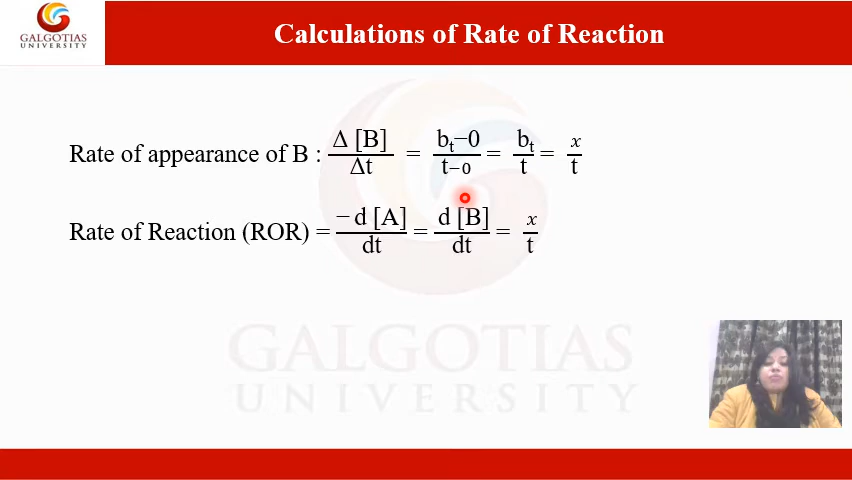 GALGOTIAS
UNIVERSITY
Calculations of Rate of Reaction
Rate of appearance of B : Δ [B]/Δt = bₜ−0/t−0 = bₜ/t = x/t
Rate of Reaction (ROR) = −d [A]/dt = d [B]/dt = x/t
GALGOTIAS
UNIVERSITY